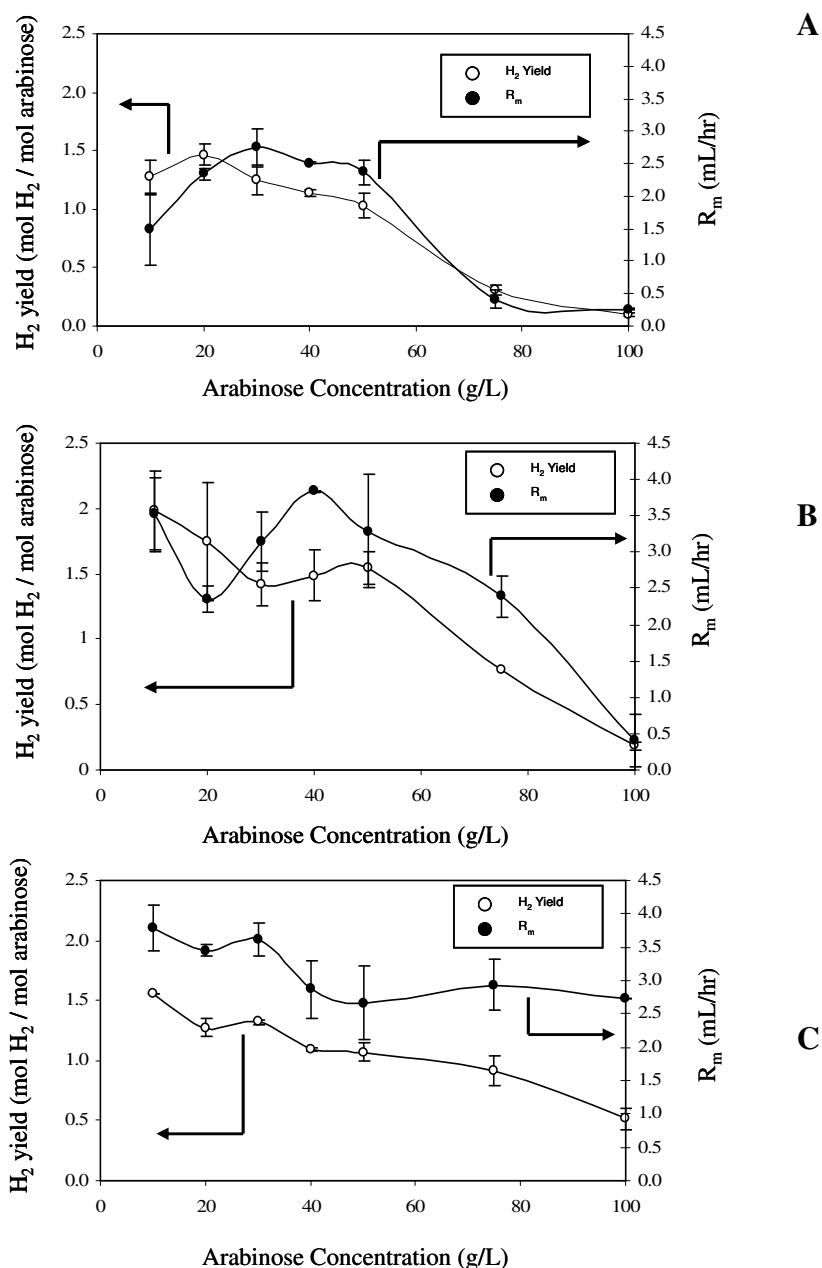 A
H2 yield (mol H2 / mol arabinose)
2.5
2.0
1.5
1.0
0.5
0.0
H2 Yield
Rm
4.5
4.0
3.5
3.0
2.5
2.0
1.5
1.0
0.5
0.0
Rm (mL/hr)
0 20 40 60 80 100
Arabinose Concentration (g/L)
B
H2 yield (mol H2 / mol arabinose)
2.5
2
1.5
1
0.5
0
H2 Yield
Rm
4.5
4.0
3.5
3.0
2.5
2.0
1.5
1.0
0.5
0.0
Rm (mL/hr)
0 20 40 60 80 100
Arabinose Concentration (g/L)
C
H2 yield (mol H2 / mol arabinose)
2.5
2.0
1.5
1.0
0.5
0.0
H2 Yield
Rm
4.5
4.0
3.5
3.0
2.5
2.0
1.5
1.0
0.5
0.0
Rm (mL/hr)
0 20 40 60 80 100
Arabinose Concentration (g/L)